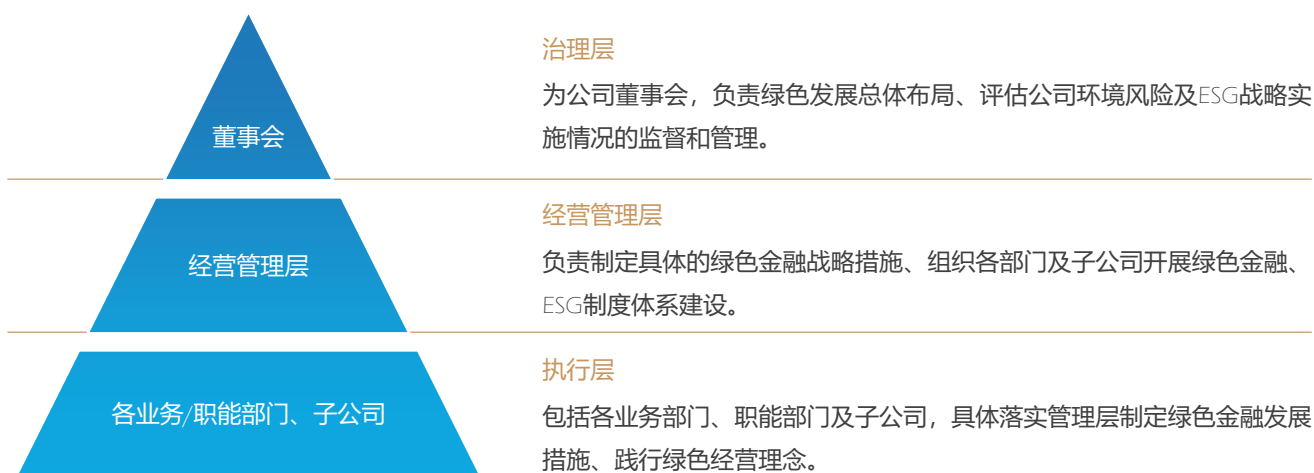 治理层
为公司董事会，负责绿色发展总体布局、评估公司环境风险及ESG战略实
施情况的监督和管理。
董事会
经营管理层
负责制定具体的绿色金融战略措施、组织各部门及子公司开展绿色金融、
ESG制度体系建设。
经营管理层
执行层
包括各业务部门、职能部门及子公司，具体落实管理层制定绿色金融发展
措施、践行绿色经营理念。
各业务/职能部门、子公司